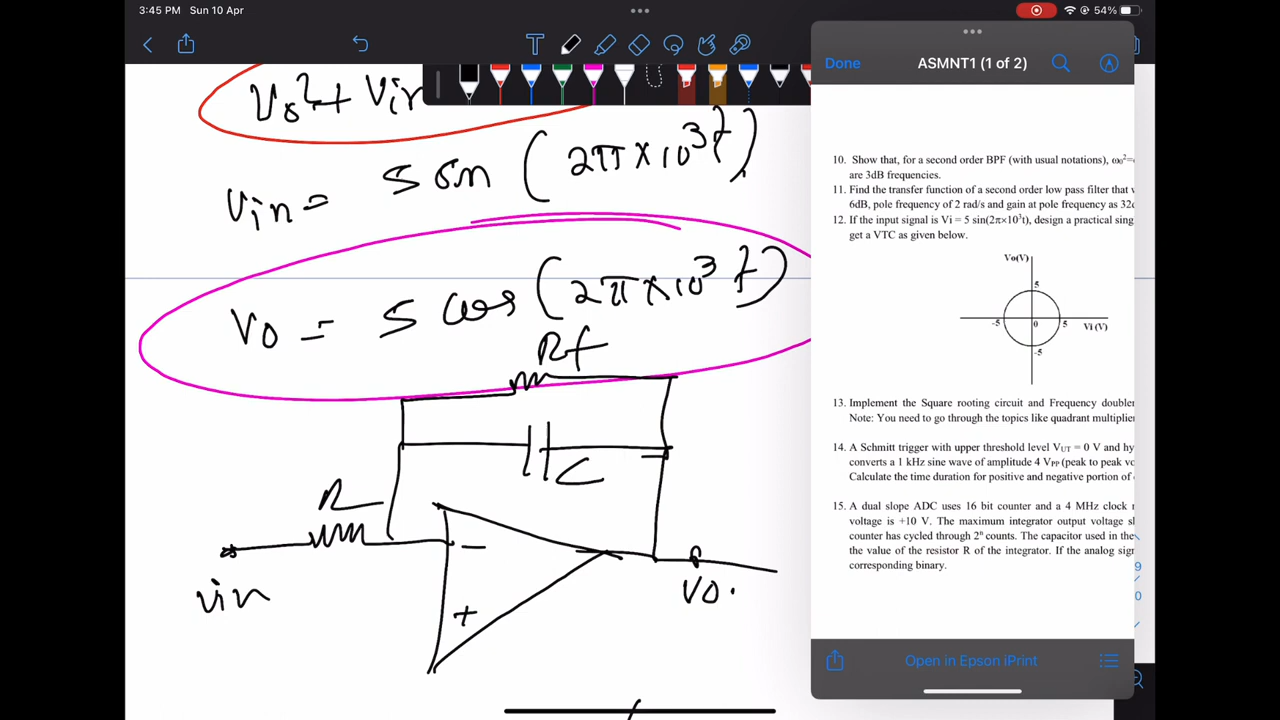 3:45 PM Sun 10 Apr
54%
Vo² + Vin
Vin = 5 sin (2π×10³t)
Vo = 5 cos (2π×10³t)
Rf
C
R
−
+
Vin
Vo.
Done
ASMNT1 (1 of 2)
10. Show that, for a second order BPF (with usual notations), ω₀²=
are 3dB frequencies.
11. Find the transfer function of a second order low pass filter that
6dB, pole frequency of 2 rad/s and gain at pole frequency as 32
12. If the input signal is Vi = 5 sin(2π×10³t), design a practical sing
get a VTC as given below.
Vo(V)
5
-5 0 5 Vi (V)
-5
13. Implement the Square rooting circuit and Frequency doubler
Note: You need to go through the topics like quadrant multiplier
14. A Schmitt trigger with upper threshold level VUT = 0 V and hy
converts a 1 kHz sine wave of amplitude 4 VPP (peak to peak vo
Calculate the time duration for positive and negative portion of
15. A dual slope ADC uses 16 bit counter and a 4 MHz clock
voltage is +10 V. The maximum integrator output voltage s
counter has cycled through 2ⁿ counts. The capacitor used in the
the value of the resistor R of the integrator. If the analog sign
corresponding binary.
9
0
Open in Epson iPrint